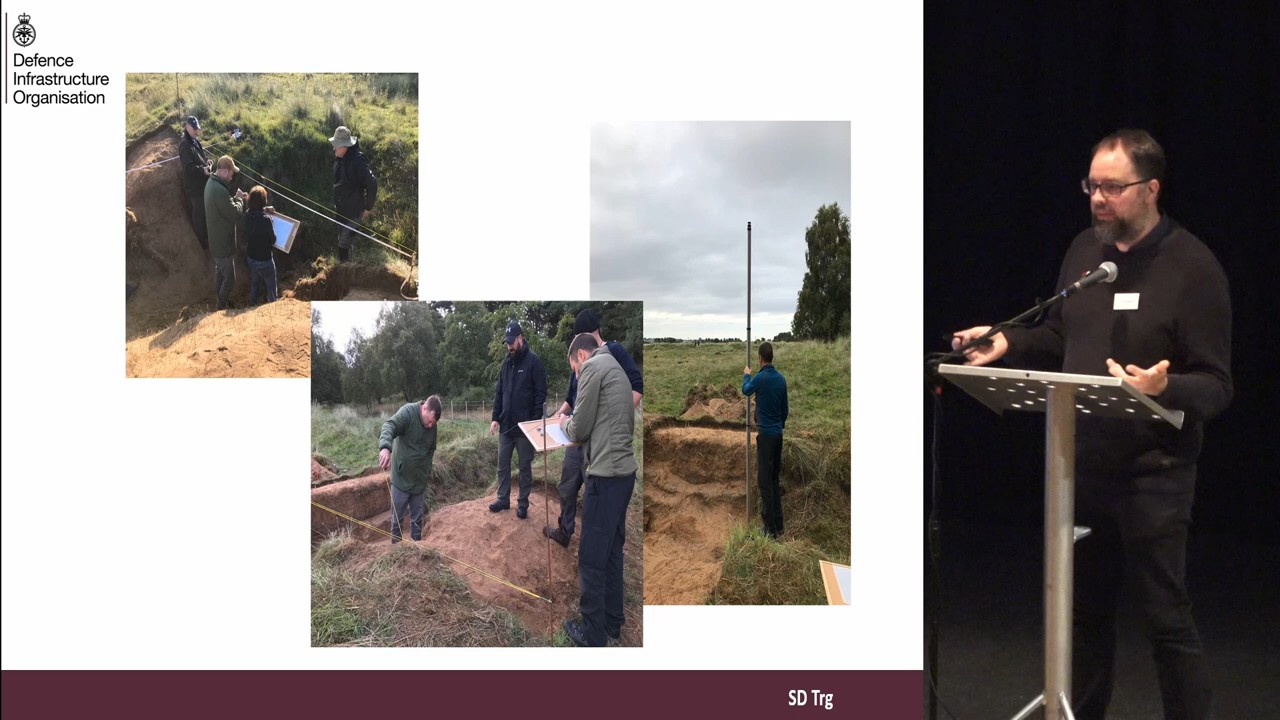 Defence
Infrastructure
Organisation
SD Trg